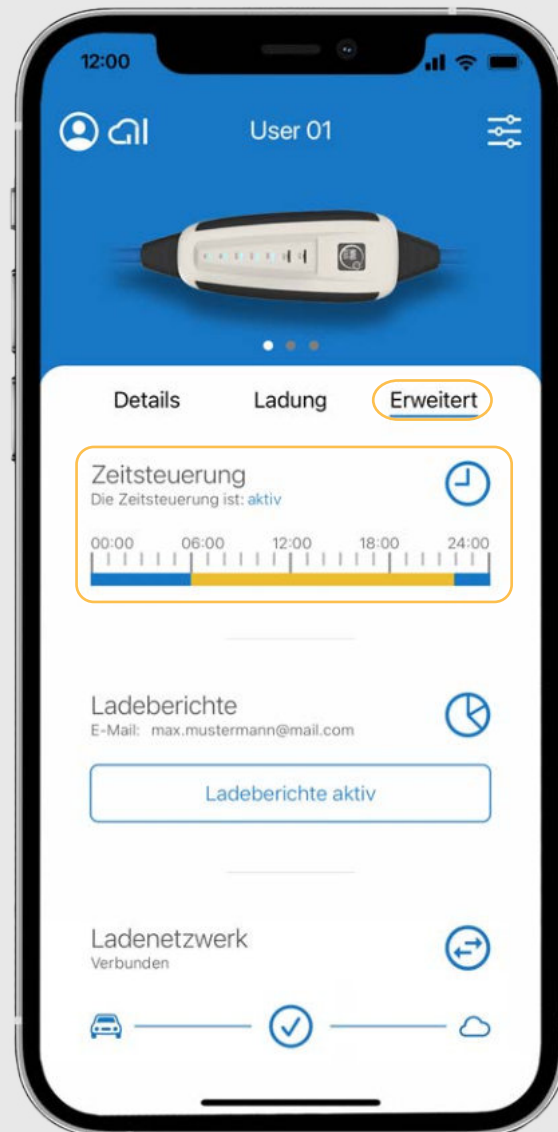 12:00
User 01
Details Ladung Erweitert
Zeitsteuerung
Die Zeitsteuerung ist: aktiv
00:00 06:00 12:00 18:00 24:00
Ladeberichte
E-Mail: max.mustermann@mail.com
Ladeberichte aktiv
Ladenetzwerk
Verbunden